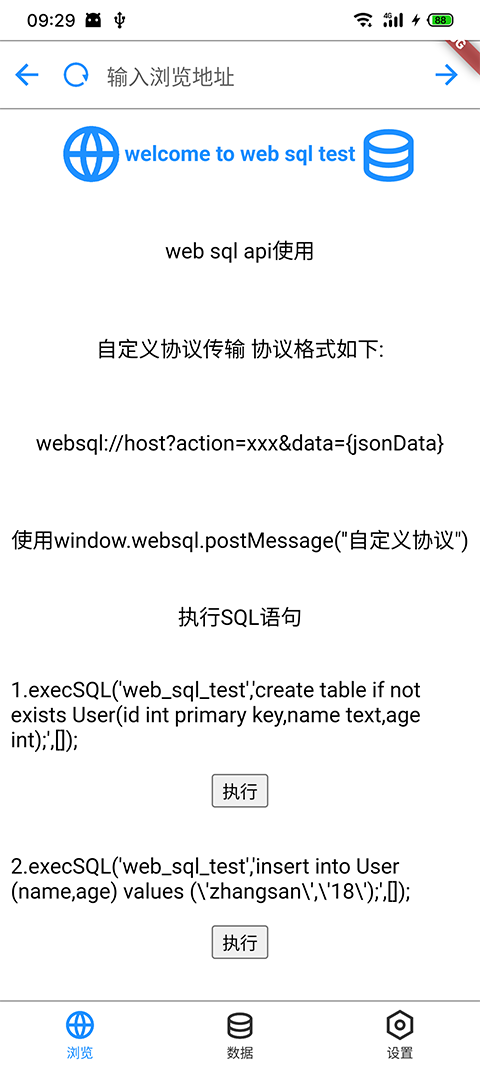 09:29
4G
88
输入浏览地址
welcome to web sql test
web sql api使用
自定义协议传输 协议格式如下:
websql://host?action=xxx&data={jsonData}
使用window.websql.postMessage("自定义协议")
执行SQL语句
1.execSQL('web_sql_test','create table if not
exists User(id int primary key,name text,age
int);',[]);
执行
2.execSQL('web_sql_test','insert into User
(name,age) values (\'zhangsan\',\'18\');',[]);
执行
浏览
数据
设置